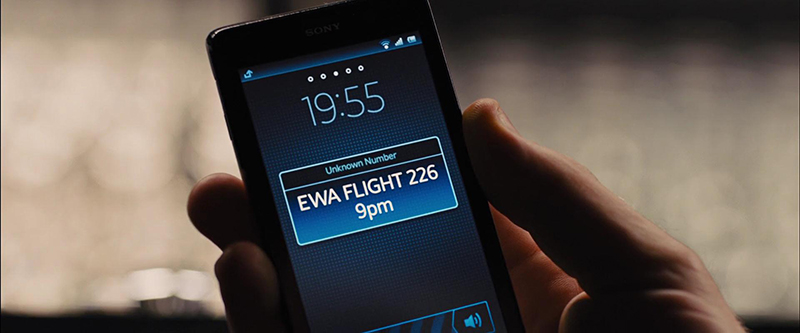 SONY
19:55
Unknown Number
EWA FLIGHT 226
9pm